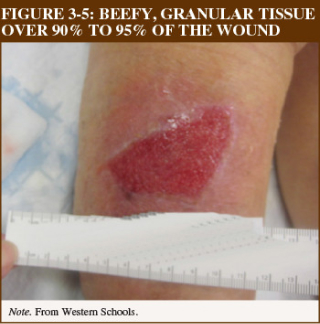 FIGURE 3-5: BEEFY, GRANULAR TISSUE
OVER 90% TO 95% OF THE WOUND
Note. From Western Schools.